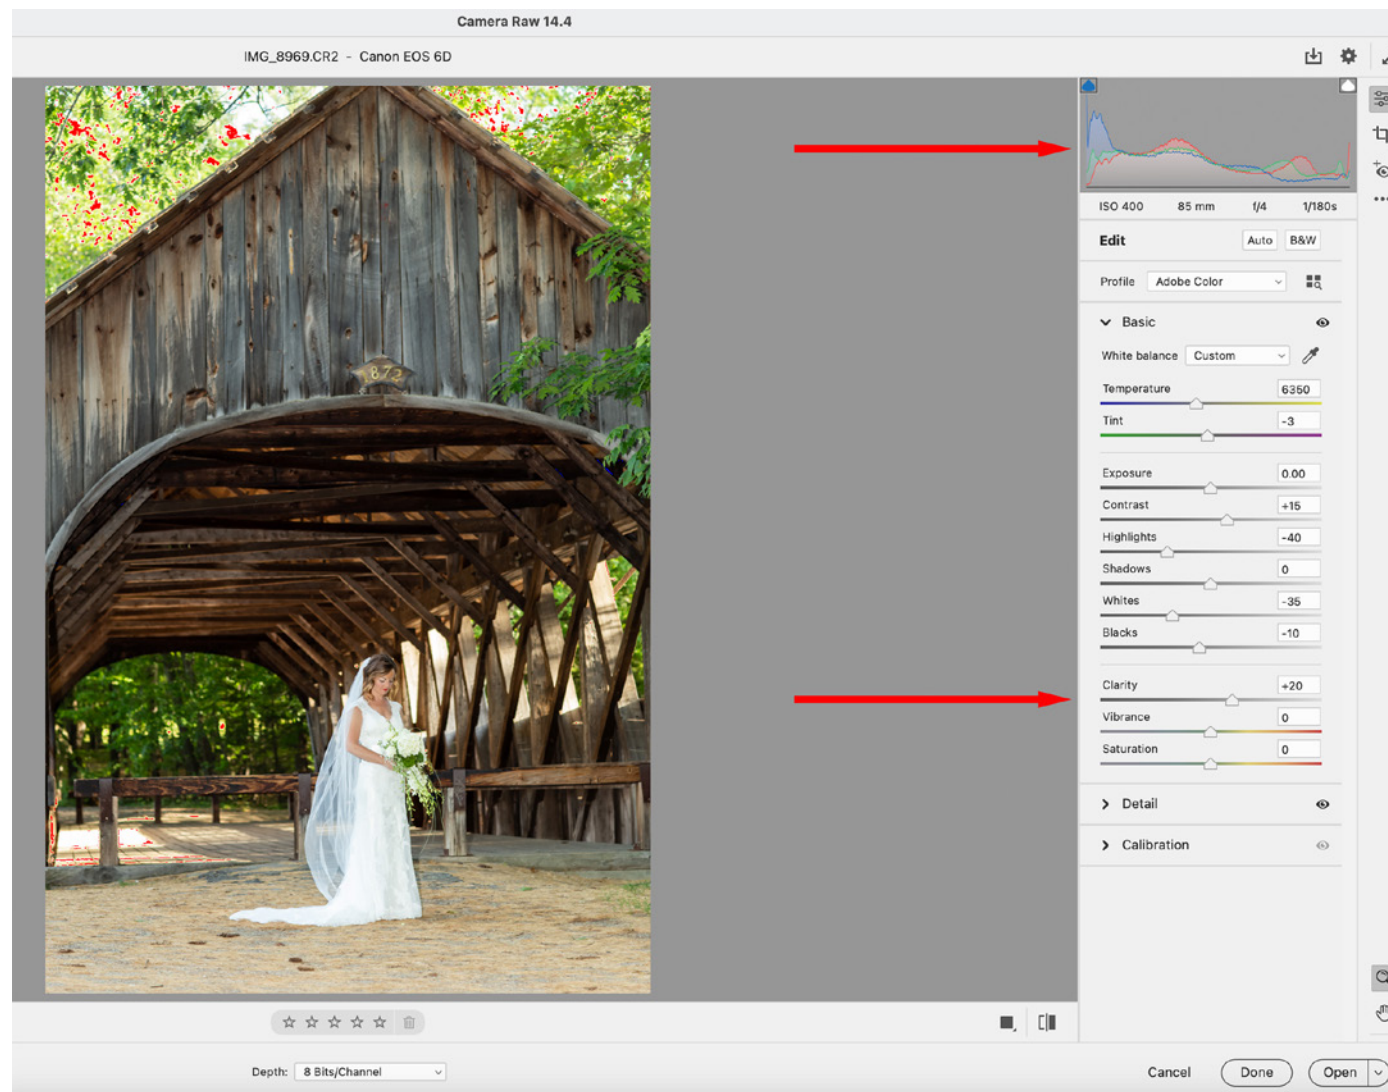 Camera Raw 14.4
IMG_8969.CR2 - Canon EOS 6D
ISO 400 85 mm f/4 1/180s
Edit Auto B&W
Profile Adobe Color
Basic
White balance Custom
Temperature 6350
Tint -3
Exposure 0.00
Contrast +15
Highlights -40
Shadows 0
Whites -35
Blacks -10
Clarity +20
Vibrance 0
Saturation 0
Detail
Calibration
1872
Depth: 8 Bits/Channel Cancel Done Open